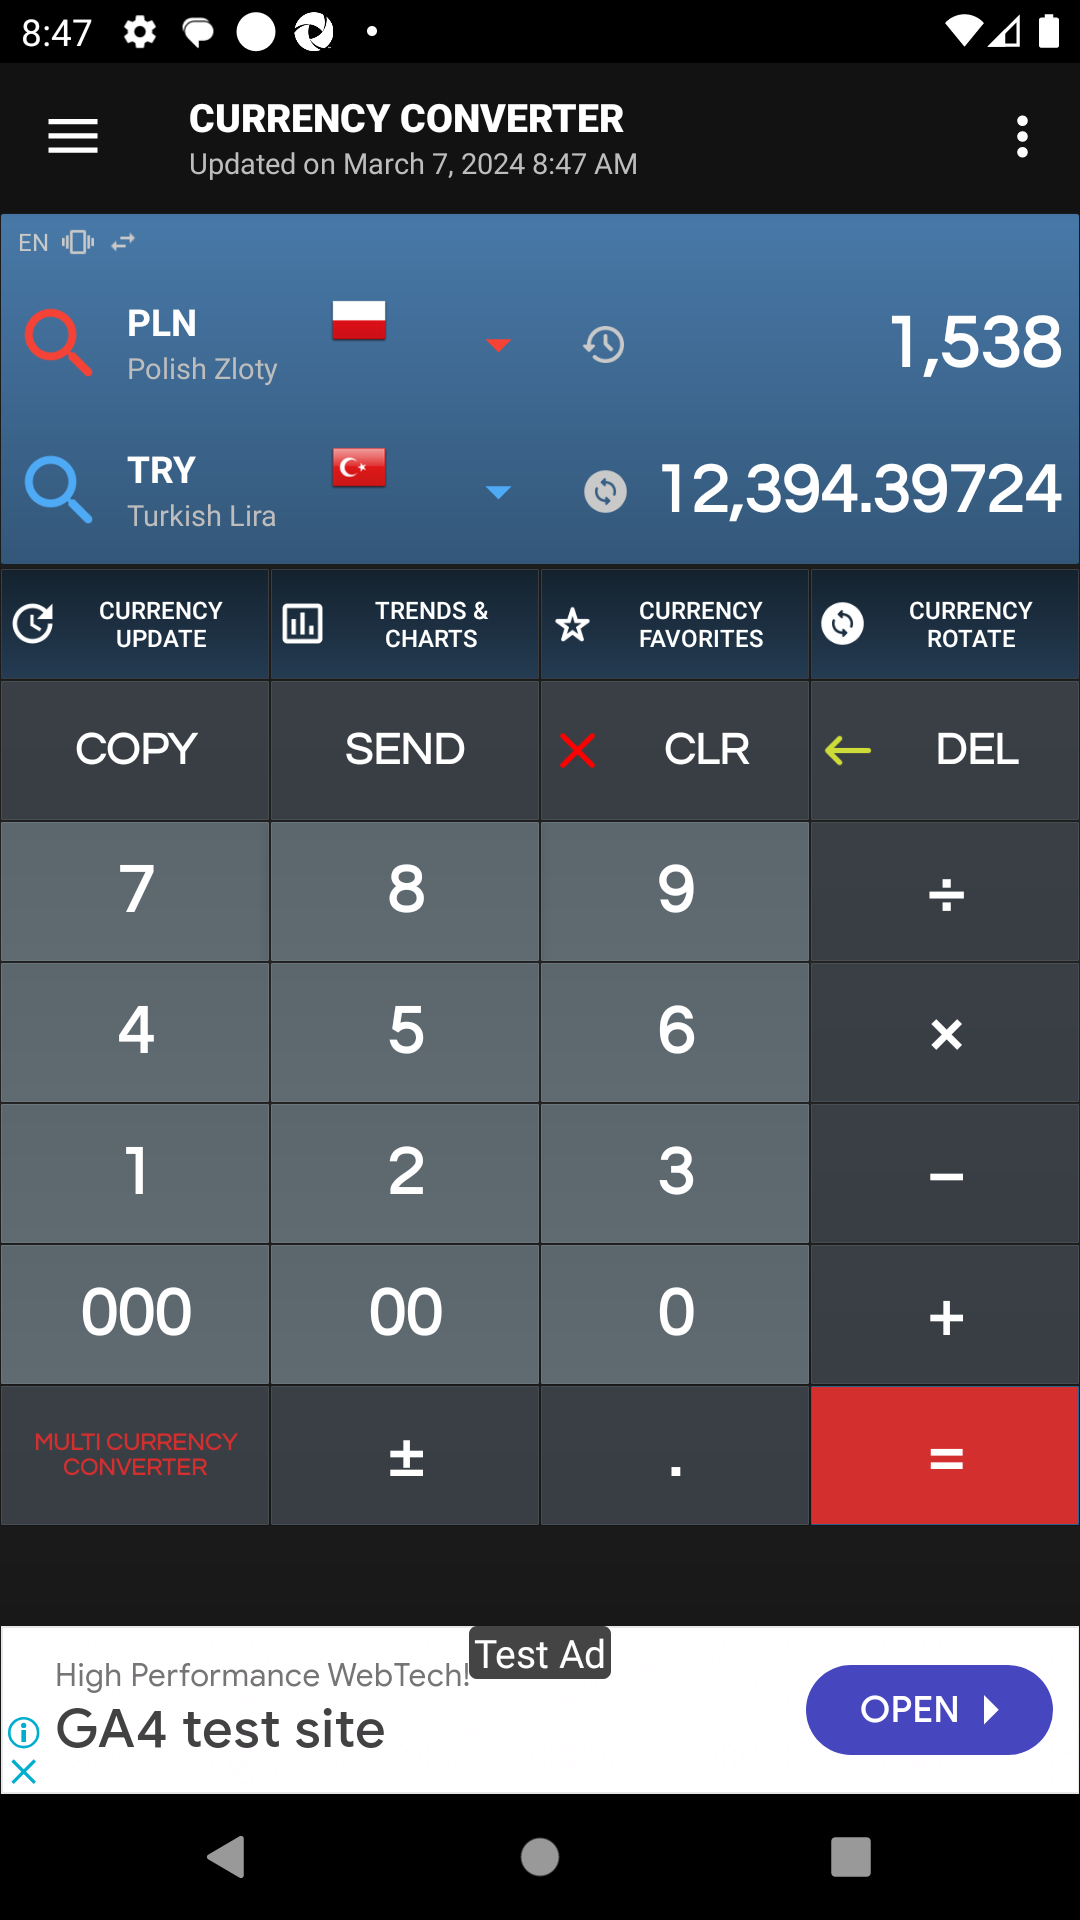 8:47
CURRENCY CONVERTER
Updated on March 7, 2024 8:47 AM
EN
PLN
Polish Zloty
1,538
TRY
Turkish Lira
12,394.39724
CURRENCY UPDATE
TRENDS & CHARTS
CURRENCY FAVORITES
CURRENCY ROTATE
COPY
SEND
CLR
DEL
7
8
9
÷
4
5
6
×
1
2
3
−
000
00
0
+
MULTI CURRENCY CONVERTER
±
.
=
Test Ad
High Performance WebTech!
GA4 test site
OPEN